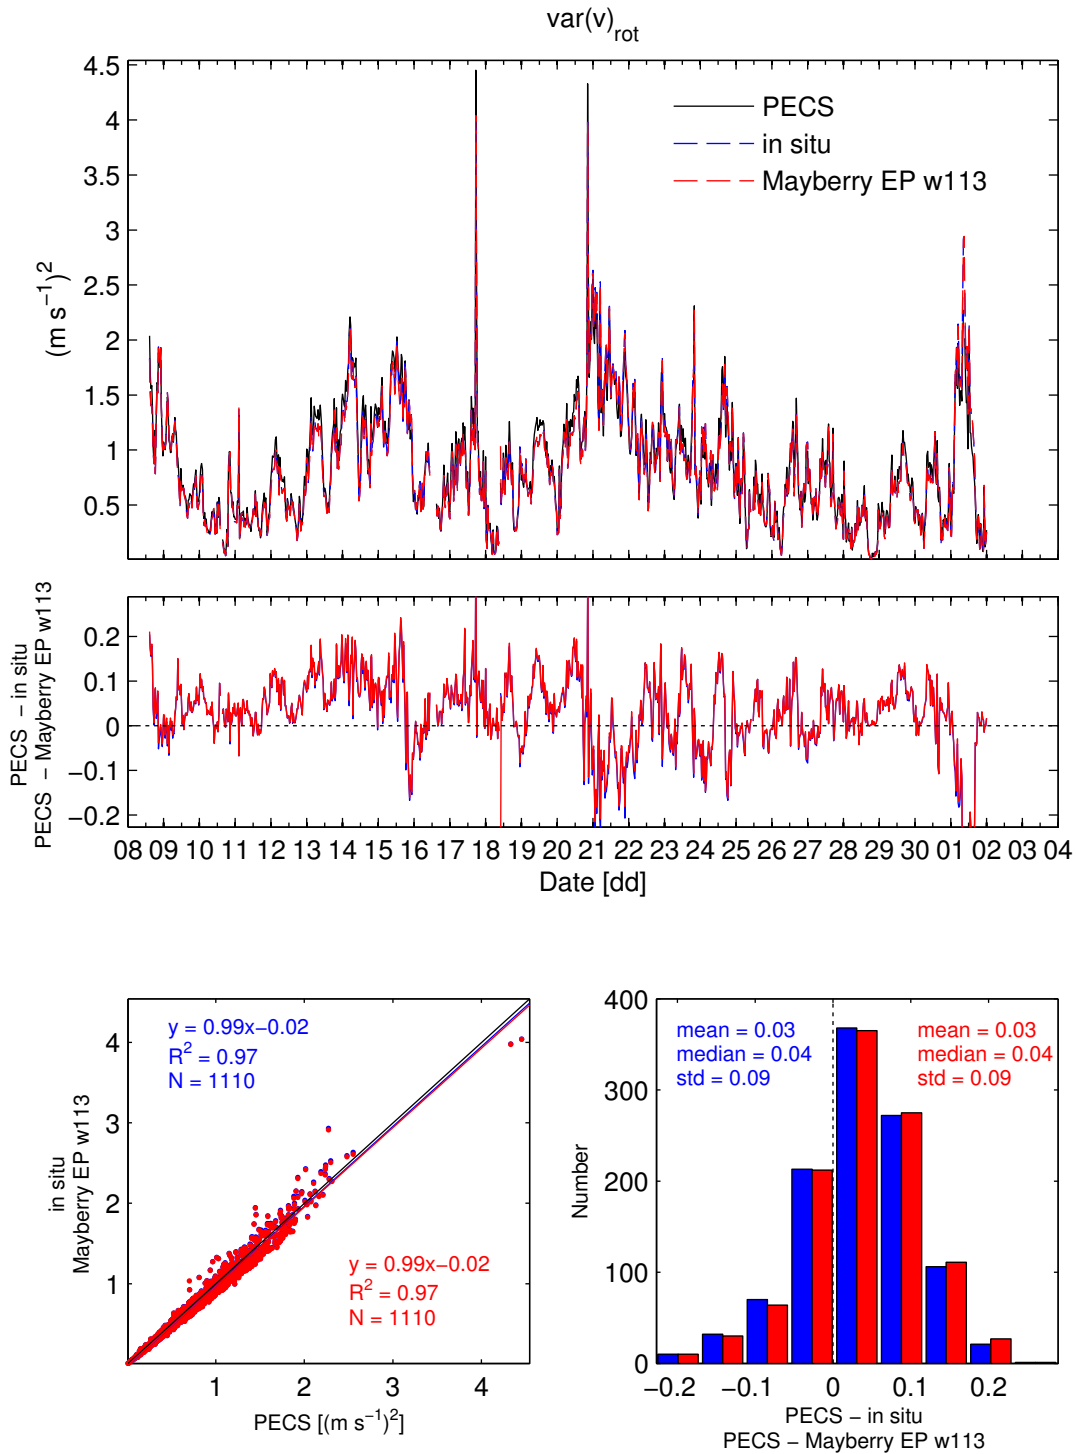 var(v)rot
4.5
4
3.5
3
2.5
2
1.5
1
0.5
(m s−1)2
PECS
in situ
Mayberry EP w113
0.2
0.1
0
−0.1
−0.2
PECS − in situ
PECS − Mayberry EP w113
08 09 10 11 12 13 14 15 16 17 18 19 20 21 22 23 24 25 26 27 28 29 30 01 02 03 04
Date [dd]
4
3
2
1
in situ
Mayberry EP w113
y = 0.99x−0.02
R2 = 0.97
N = 1110
y = 0.99x−0.02
R2 = 0.97
N = 1110
1 2 3 4
PECS [(m s−1)2]
400
300
200
100
0
Number
mean = 0.03
median = 0.04
std = 0.09
mean = 0.03
median = 0.04
std = 0.09
−0.2 −0.1 0 0.1 0.2
PECS − in situ
PECS − Mayberry EP w113